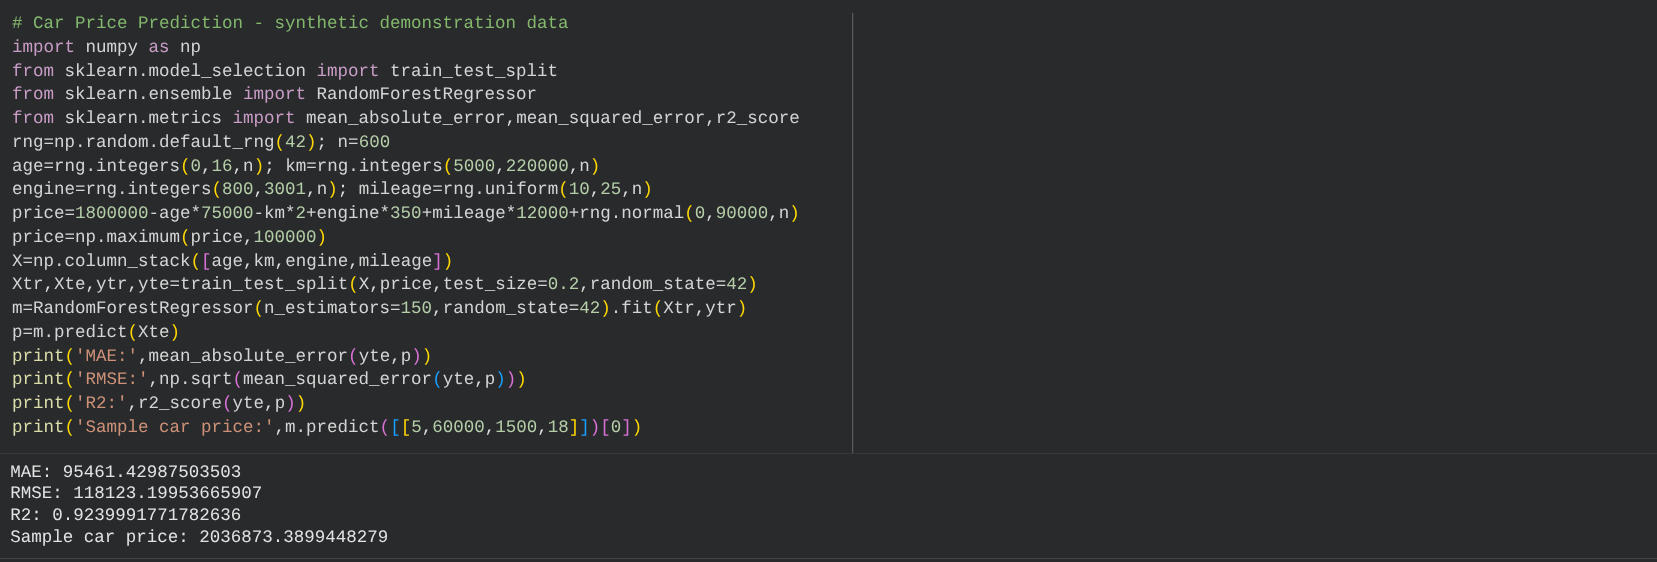 # Car Price Prediction - synthetic demonstration data
import numpy as np
from sklearn.model_selection import train_test_split
from sklearn.ensemble import RandomForestRegressor
from sklearn.metrics import mean_absolute_error,mean_squared_error,r2_score
rng=np.random.default_rng(42); n=600
age=rng.integers(0,16,n); km=rng.integers(5000,220000,n)
engine=rng.integers(800,3001,n); mileage=rng.uniform(10,25,n)
price=1800000-age*75000-km*2+engine*350+mileage*12000+rng.normal(0,90000,n)
price=np.maximum(price,100000)
X=np.column_stack([age,km,engine,mileage])
Xtr,Xte,ytr,yte=train_test_split(X,price,test_size=0.2,random_state=42)
m=RandomForestRegressor(n_estimators=150,random_state=42).fit(Xtr,ytr)
p=m.predict(Xte)
print('MAE:',mean_absolute_error(yte,p))
print('RMSE:',np.sqrt(mean_squared_error(yte,p)))
print('R2:',r2_score(yte,p))
print('Sample car price:',m.predict([[5,60000,1500,18]])[0])
MAE: 95461.42987503503
RMSE: 118123.19953665907
R2: 0.9239991771782636
Sample car price: 2036873.3899448279